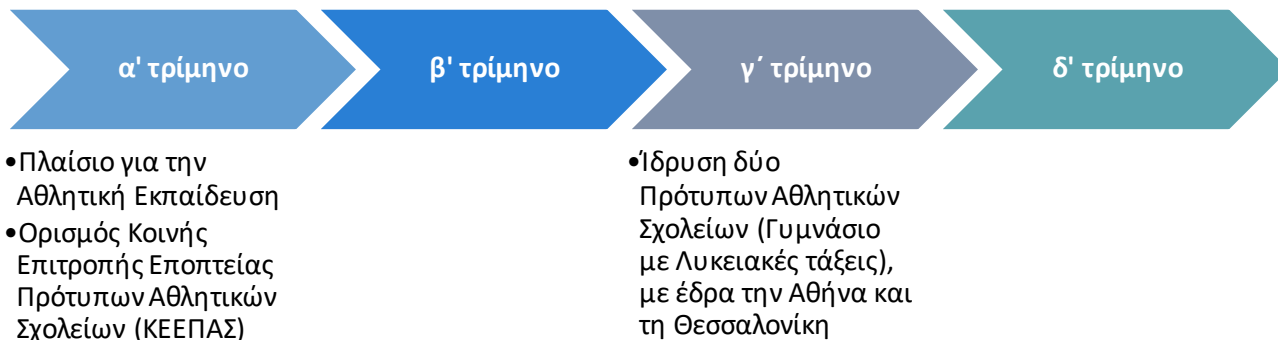 α' τρίμηνο
β' τρίμηνο
γ΄ τρίμηνο
δ' τρίμηνο
•Πλαίσιο για την
Αθλητική Εκπαίδευση
•Ορισμός Κοινής
Επιτροπής Εποπτείας
Πρότυπων Αθλητικών
Σχολείων (ΚΕΕΠΑΣ)
•Ίδρυση δύο
Πρότυπων Αθλητικών
Σχολείων (Γυμνάσιο
με Λυκειακές τάξεις),
με έδρα την Αθήνα και
τη Θεσσαλονίκη